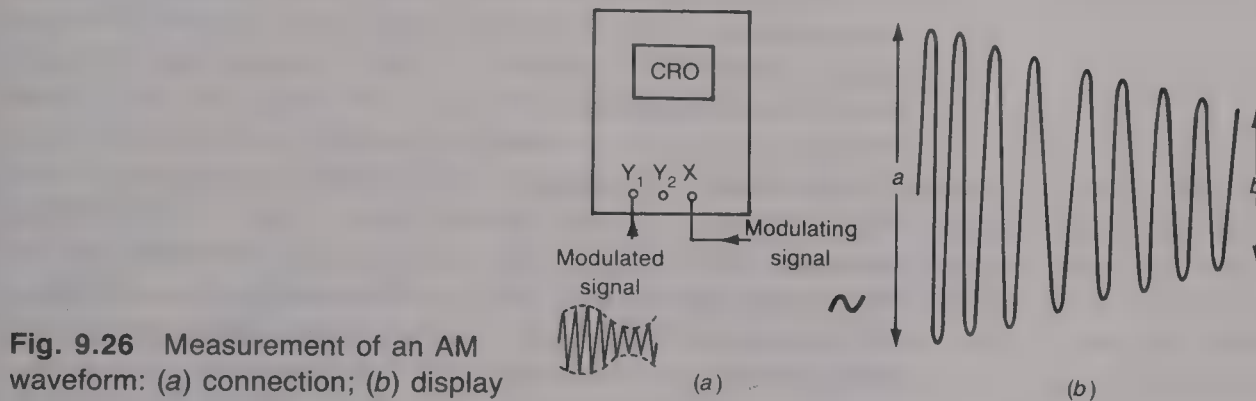 CRO
Y1 Y2 X
Modulating
signal
Modulated
signal
a
b
Fig. 9.26 Measurement of an AM
waveform: (a) connection; (b) display
(a)
(b)